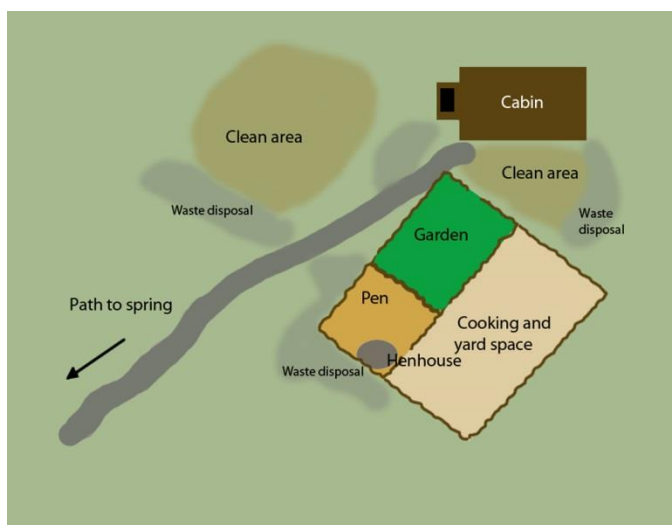 Cabin
Clean area
Clean area
Waste disposal
Waste
disposal
Garden
Path to spring
Pen
Cooking and
yard space
Henhouse
Waste disposal